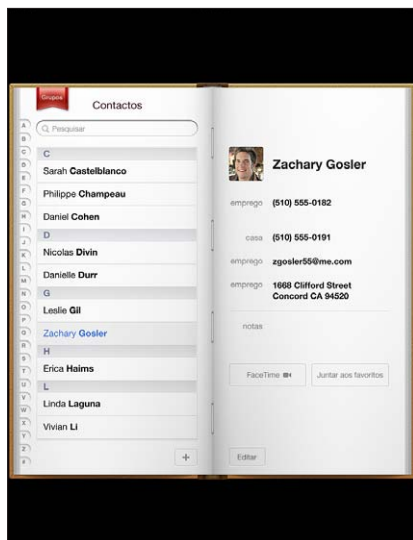 Grupos
Contactos
Pesquisar
A
B
C
D
E
F
G
H
I
J
K
L
M
N
O
P
Q
R
S
T
U
V
W
X
Y
Z
#
C
Sarah Castelblanco
Philippe Champeau
Daniel Cohen
D
Nicolas Divin
Danielle Durr
G
Leslie Gil
Zachary Gosler
H
Erica Haims
L
Linda Laguna
Vivian Li
+
Zachary Gosler
emprego (510) 555-0182
casa (510) 555-0191
emprego zgosler55@me.com
emprego 1668 Clifford Street
Concord CA 94520
notas
FaceTime
Juntar aos favoritos
Editar